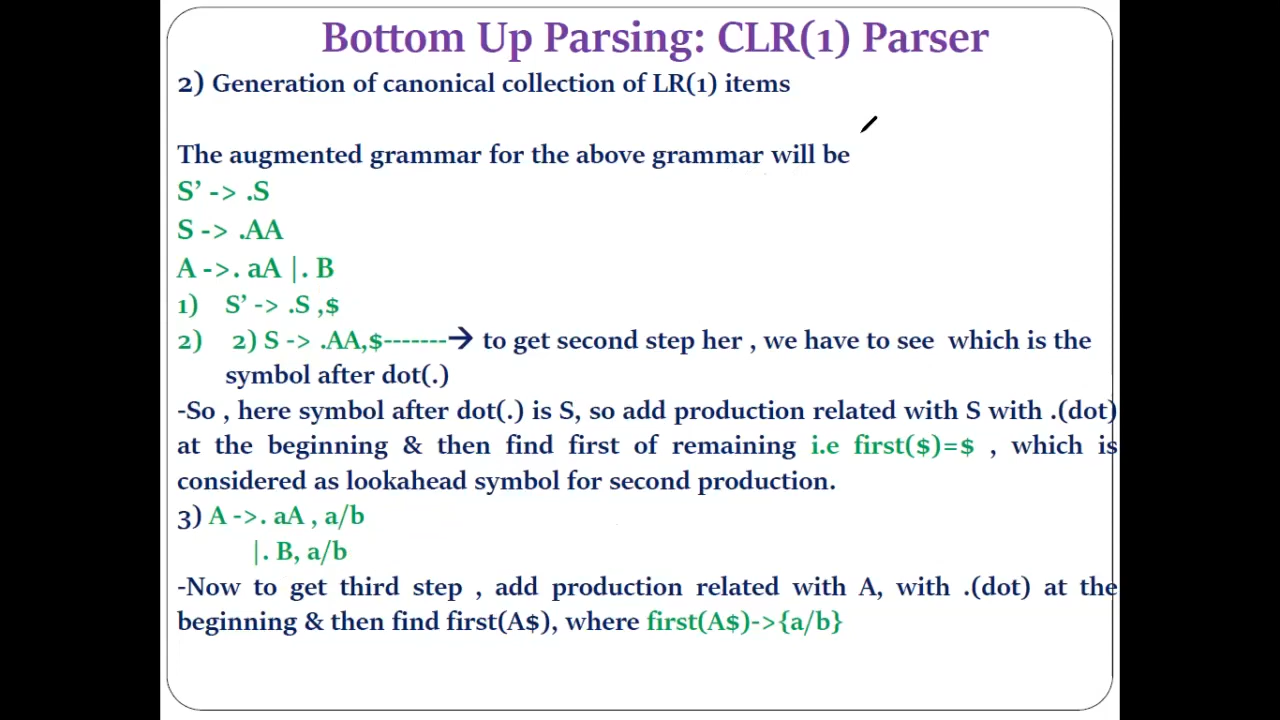 Bottom Up Parsing: CLR(1) Parser
2) Generation of canonical collection of LR(1) items
The augmented grammar for the above grammar will be
S’ -> .S
S -> .AA
A ->. aA |. B
1) S’ -> .S ,$
2) 2) S -> .AA,$-------→ to get second step her , we have to see which is the
symbol after dot(.)
-So , here symbol after dot(.) is S, so add production related with S with .(dot)
at the beginning & then find first of remaining i.e first($)=$ , which is
considered as lookahead symbol for second production.
3) A ->. aA , a/b
|. B, a/b
-Now to get third step , add production related with A, with .(dot) at the
beginning & then find first(A$), where first(A$)->{a/b}